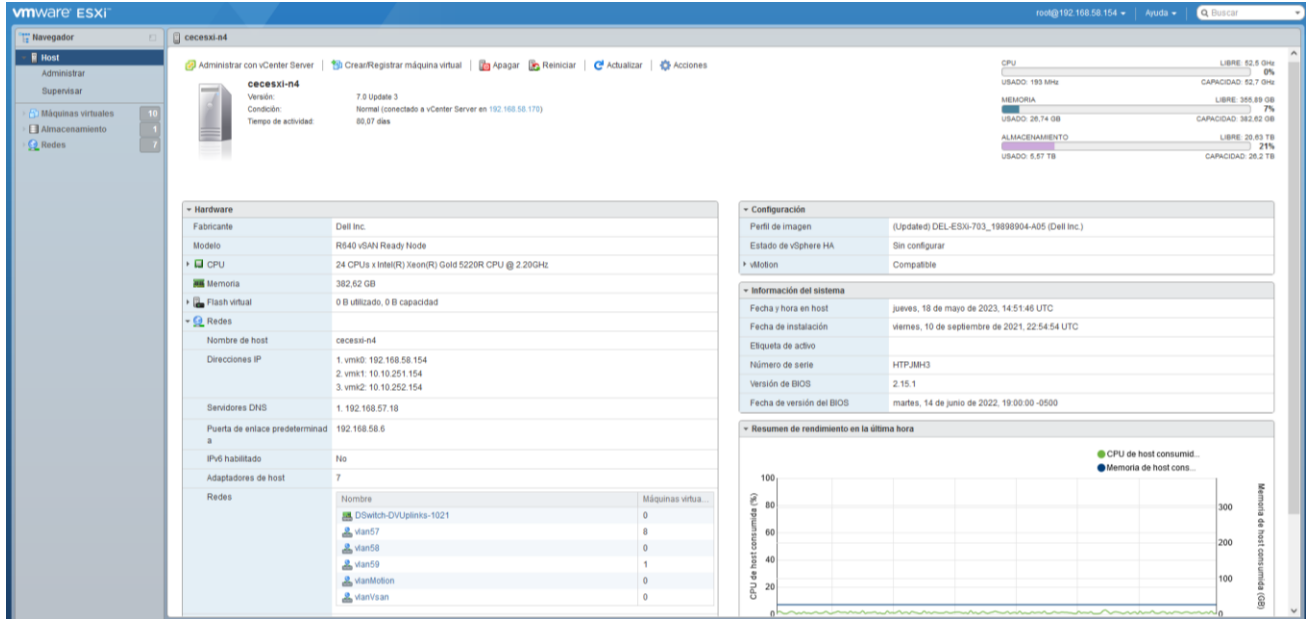 vmware ESXi™
root@192.168.58.154
Ayuda
Buscar
Navegador
Host
Administrar
Supervisar
Máquinas virtuales 10
Almacenamiento 1
Redes 7
cecesxi-n4
Administrar con vCenter Server
Crear/Registrar máquina virtual
Apagar
Reiniciar
Actualizar
Acciones
cecesxi-n4
Versión: 7.0 Update 3
Condición: Normal (conectado a vCenter Server en 192.168.58.170)
Tiempo de actividad: 80,07 días
CPU LIBRE: 52,5 GHz
0%
USADO: 193 MHz CAPACIDAD: 52,7 GHz
MEMORIA LIBRE: 355,89 GB
7%
USADO: 26,74 GB CAPACIDAD: 382,62 GB
ALMACENAMIENTO LIBRE: 20,63 TB
21%
USADO: 5,57 TB CAPACIDAD: 26,2 TB
Hardware
Fabricante Dell Inc.
Modelo R640 vSAN Ready Node
CPU 24 CPUs x Intel(R) Xeon(R) Gold 5220R CPU @ 2.20GHz
Memoria 382,62 GB
Flash virtual 0 B utilizado, 0 B capacidad
Redes
Nombre de host cecesxi-n4
Direcciones IP 1. vmk0: 192.168.58.154
2. vmk1: 10.10.251.154
3. vmk2: 10.10.252.154
Servidores DNS 1. 192.168.57.18
Puerta de enlace predeterminad 192.168.58.6
a
IPv6 habilitado No
Adaptadores de host 7
Redes
Nombre Máquinas virtua...
DSwitch-DVUplinks-1021 0
vlan57 8
vlan58 0
vlan59 1
vlanMotion 0
vlanVsan 0
Configuración
Perfil de imagen (Updated) DEL-ESXi-703_19898904-A05 (Dell Inc.)
Estado de vSphere HA Sin configurar
vMotion Compatible
Información del sistema
Fecha y hora en host jueves, 18 de mayo de 2023, 14:51:46 UTC
Fecha de instalación viernes, 10 de septiembre de 2021, 22:54:54 UTC
Etiqueta de activo
Número de serie HTPJMH3
Versión de BIOS 2.15.1
Fecha de versión del BIOS martes, 14 de junio de 2022, 19:00:00 -0500
Resumen de rendimiento en la última hora
CPU de host consumid...
Memoria de host cons...
CPU de host consumida (%)
100
80
60
40
20
0
Memoria de host consumida (GB)
300
200
100
0